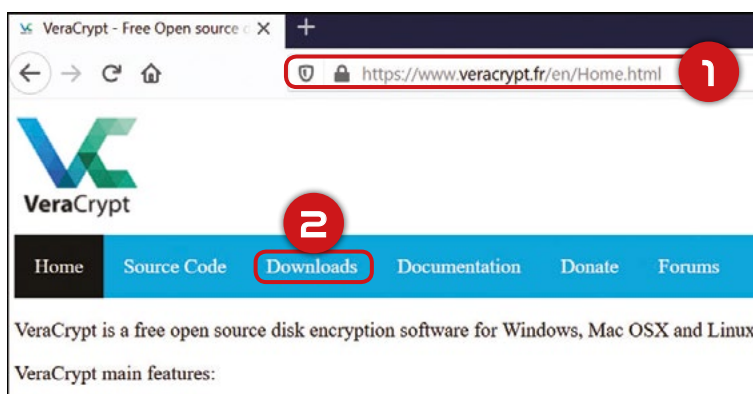 VeraCrypt - Free Open source
https://www.veracrypt.fr/en/Home.html
1
VeraCrypt
2
Home Source Code Downloads Documentation Donate Forums
VeraCrypt is a free open source disk encryption software for Windows, Mac OSX and Linux
VeraCrypt main features: